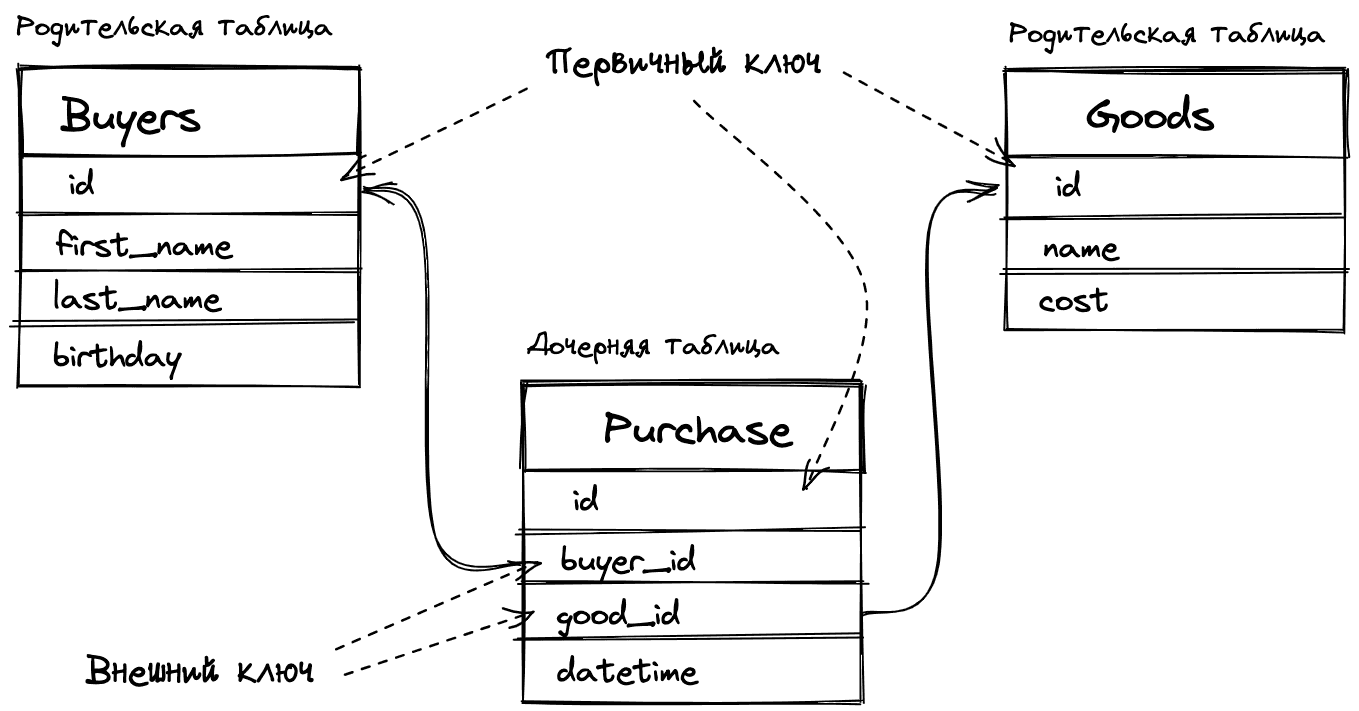 Родительская таблица
Первичный ключ
Родительская таблица
Buyers
id
first_name
last_name
birthday
Goods
id
name
cost
Дочерняя таблица
Purchase
id
buyer_id
good_id
datetime
Внешний ключ